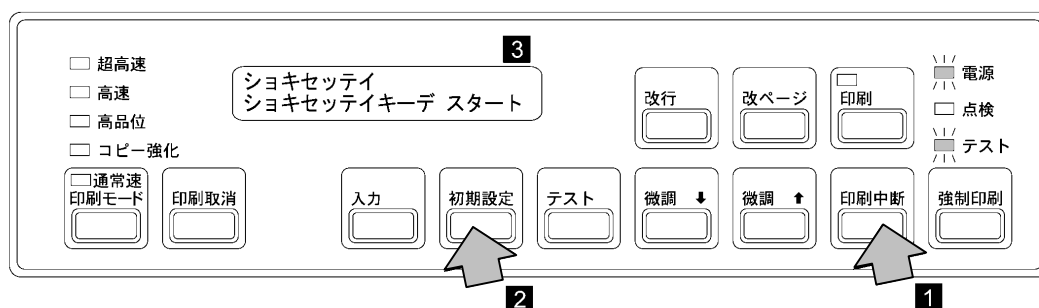 3
超高速
高速
高品位
コピー強化
ショキセッテイ
ショキセッテイキーデ スタート
改行
改ページ
印刷
電源
点検
テスト
通常速
印刷モード
印刷取消
入力
初期設定
テスト
微調 ⬇
微調 ⬆
印刷中断
強制印刷
2
1